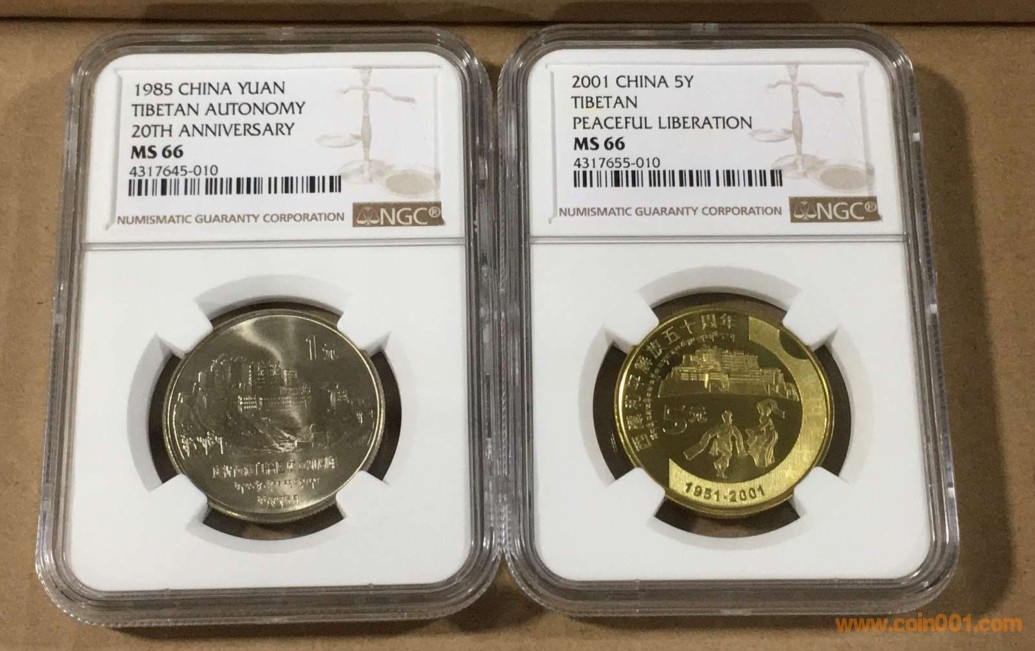 1985 CHINA YUAN
TIBETAN AUTONOMY
20TH ANNIVERSARY
MS 66
4317645-010
NUMISMATIC GUARANTY CORPORATION
NGC®
1元
2001 CHINA 5Y
TIBETAN
PEACEFUL LIBERATION
MS 66
4317655-010
NUMISMATIC GUARANTY CORPORATION
NGC®
西藏和平解放五十周年
5元
1951-2001
www.coin001.com